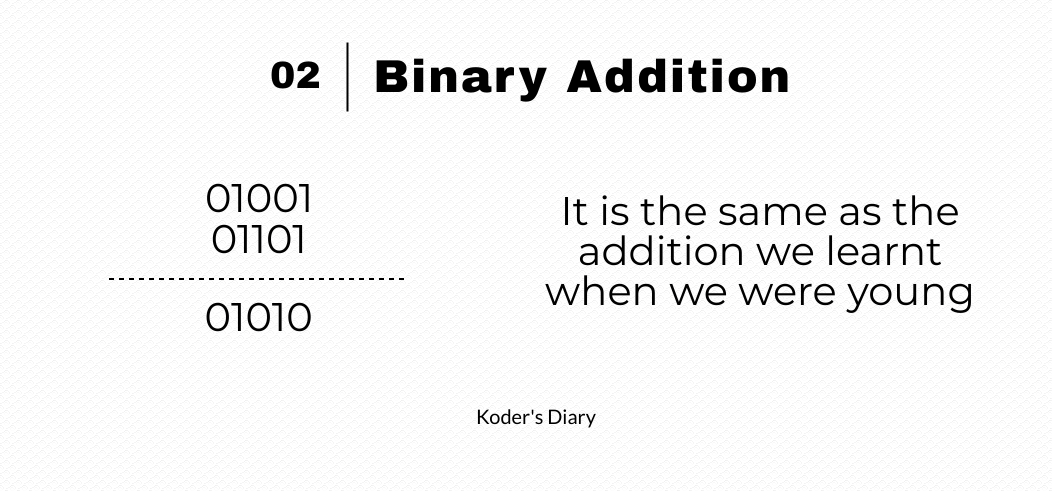 02
Binary Addition
01001
01101
01010
It is the same as the
addition we learnt
when we were young
Koder's Diary